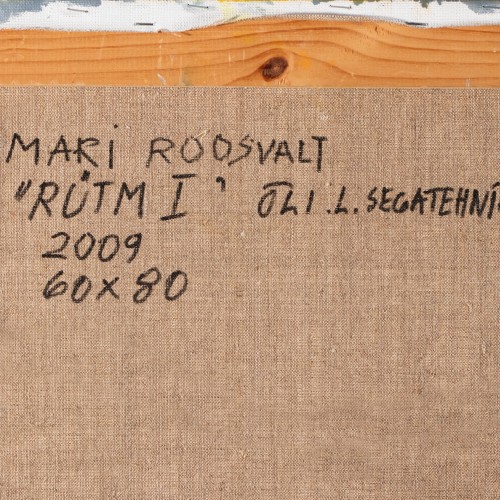 MARI ROOSVALT
"RÜTM I" ÕLI.L. SEGATEHNI
2009
60x80